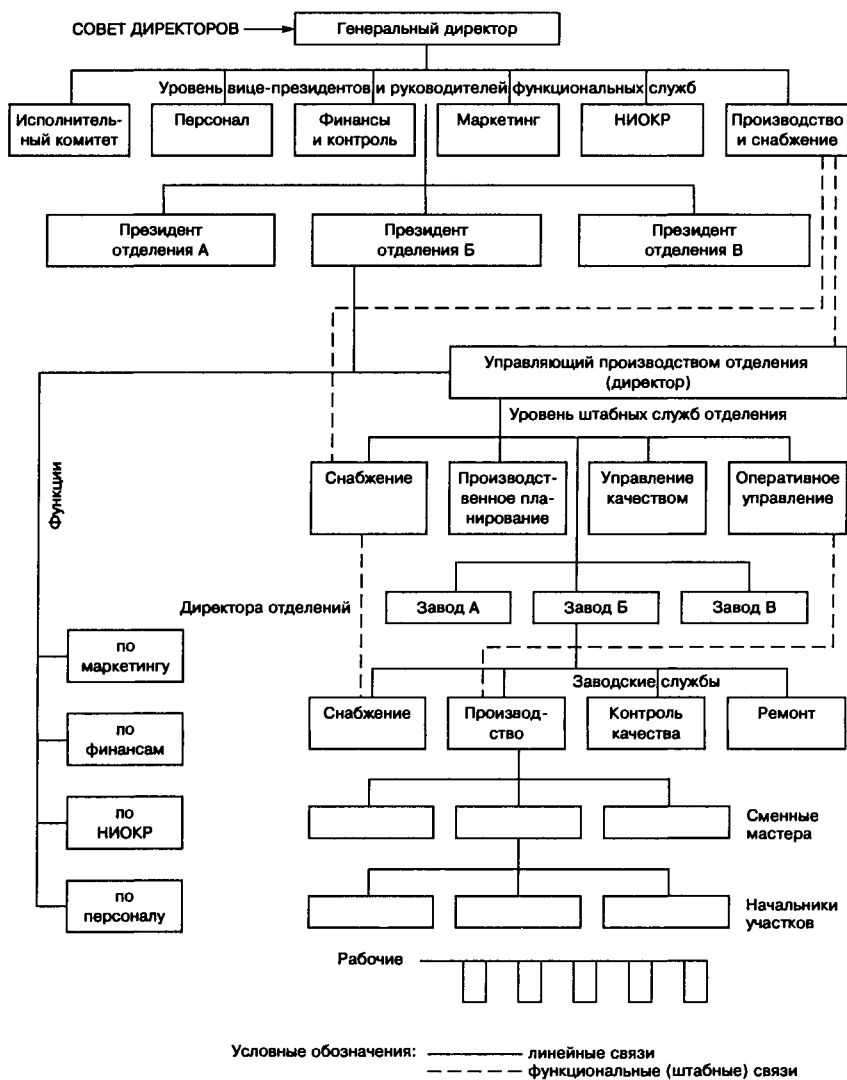 СОВЕТ ДИРЕКТОРОВ
Генеральный директор
Уровень вице-президентов и руководителей функциональных служб
Исполнитель-
ный комитет
Персонал
Финансы
и контроль
Маркетинг
НИОКР
Производство
и снабжение
Президент
отделения А
Президент
отделения Б
Президент
отделения В
Управляющий производством отделения
(директор)
Уровень штабных служб отделения
Функции
Снабжение
Производст-
венное пла-
нирование
Управление
качеством
Оперативное
управление
Директора отделений
Завод А
Завод Б
Завод В
по
маркетингу
Заводские службы
Снабжение
Производ-
ство
Контроль
качества
Ремонт
по
финансам
по
НИОКР
Сменные
мастера
по
персоналу
Начальники
участков
Рабочие
Условные обозначения:
линейные связи
функциональные (штабные) связи